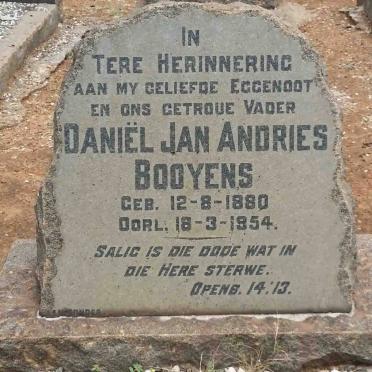 IN
TERE HERINNERING
AAN MY GELIEFDE EGGENOOT
EN ONS GETROUE VADER
DANIËL JAN ANDRIES
BOOYENS
GEB. 12-8-1880
OORL. 18-3-1954.
SALIG IS DIE DODE WAT IN
DIE HERE STERWE.
OPENB. 14.13.